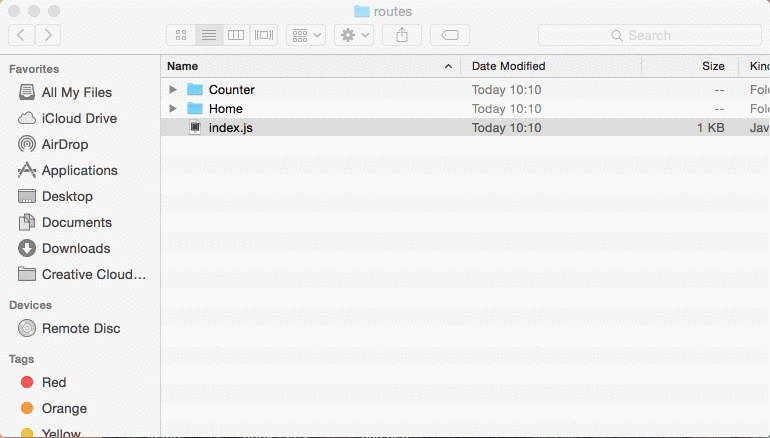 routes
Search
Favorites
All My Files
iCloud Drive
AirDrop
Applications
Desktop
Documents
Downloads
Creative Cloud…
Devices
Remote Disc
Tags
Red
Orange
Yellow
Name Date Modified Size Kin
Counter Today 10:10 -- Fol
Home Today 10:10 -- Fol
index.js Today 10:10 1 KB Jav